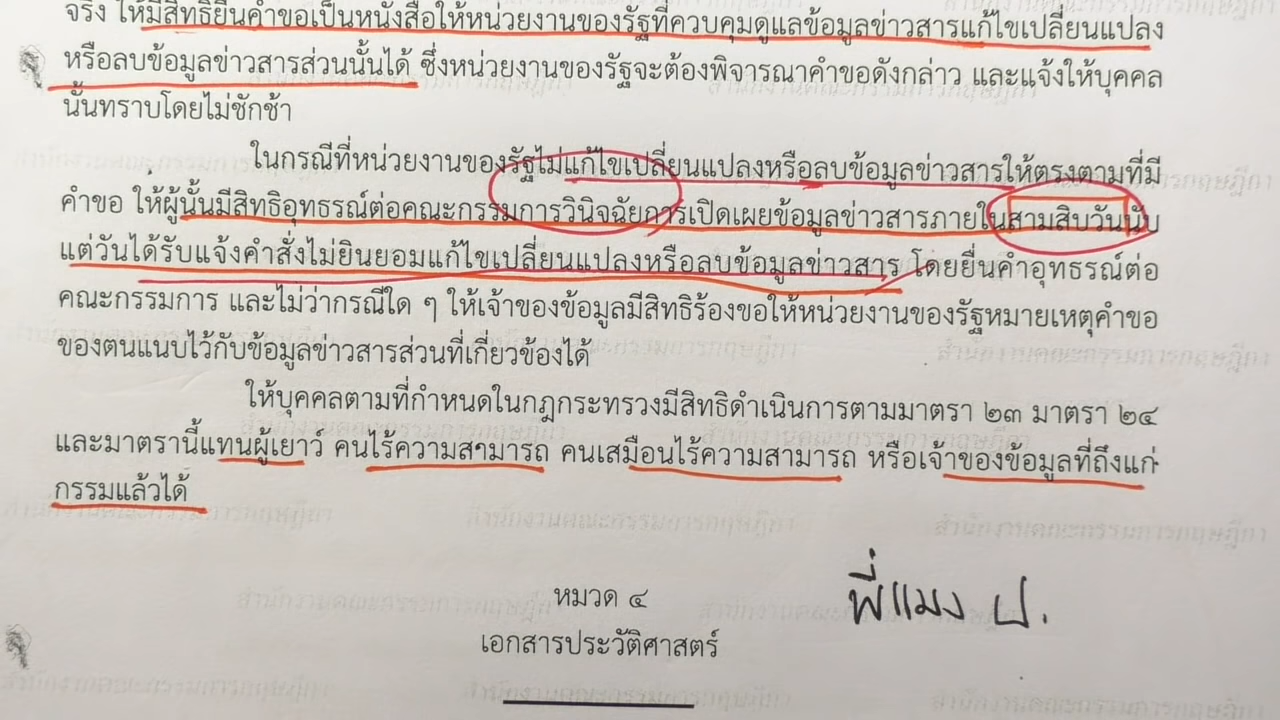 จริง ให้มีสิทธิยื่นคำขอเป็นหนังสือให้หน่วยงานของรัฐที่ควบคุมดูแลข้อมูลข่าวสารแก้ไขเปลี่ยนแปลง
หรือลบข้อมูลข่าวสารส่วนนั้นได้ ซึ่งหน่วยงานของรัฐจะต้องพิจารณาคำขอดังกล่าว และแจ้งให้บุคคล
นั้นทราบโดยไม่ชักช้า
ในกรณีที่หน่วยงานของรัฐไม่แก้ไขเปลี่ยนแปลงหรือลบข้อมูลข่าวสารให้ตรงตามที่มี
คำขอ ให้ผู้นั้นมีสิทธิอุทธรณ์ต่อคณะกรรมการวินิจฉัยการเปิดเผยข้อมูลข่าวสารภายในสามสิบวันนับ
แต่วันได้รับแจ้งคำสั่งไม่ยินยอมแก้ไขเปลี่ยนแปลงหรือลบข้อมูลข่าวสาร โดยยื่นคำอุทธรณ์ต่อ
คณะกรรมการ และไม่ว่ากรณีใด ๆ ให้เจ้าของข้อมูลมีสิทธิร้องขอให้หน่วยงานของรัฐหมายเหตุคำขอ
ของตนแนบไว้กับข้อมูลข่าวสารส่วนที่เกี่ยวข้องได้
ให้บุคคลตามที่กำหนดในกฎกระทรวงมีสิทธิดำเนินการตามมาตรา ๒๓ มาตรา ๒๔
และมาตรานี้แทนผู้เยาว์ คนไร้ความสามารถ คนเสมือนไร้ความสามารถ หรือเจ้าของข้อมูลที่ถึงแก่
กรรมแล้วได้
พี่แมง ป.
หมวด ๔
เอกสารประวัติศาสตร์